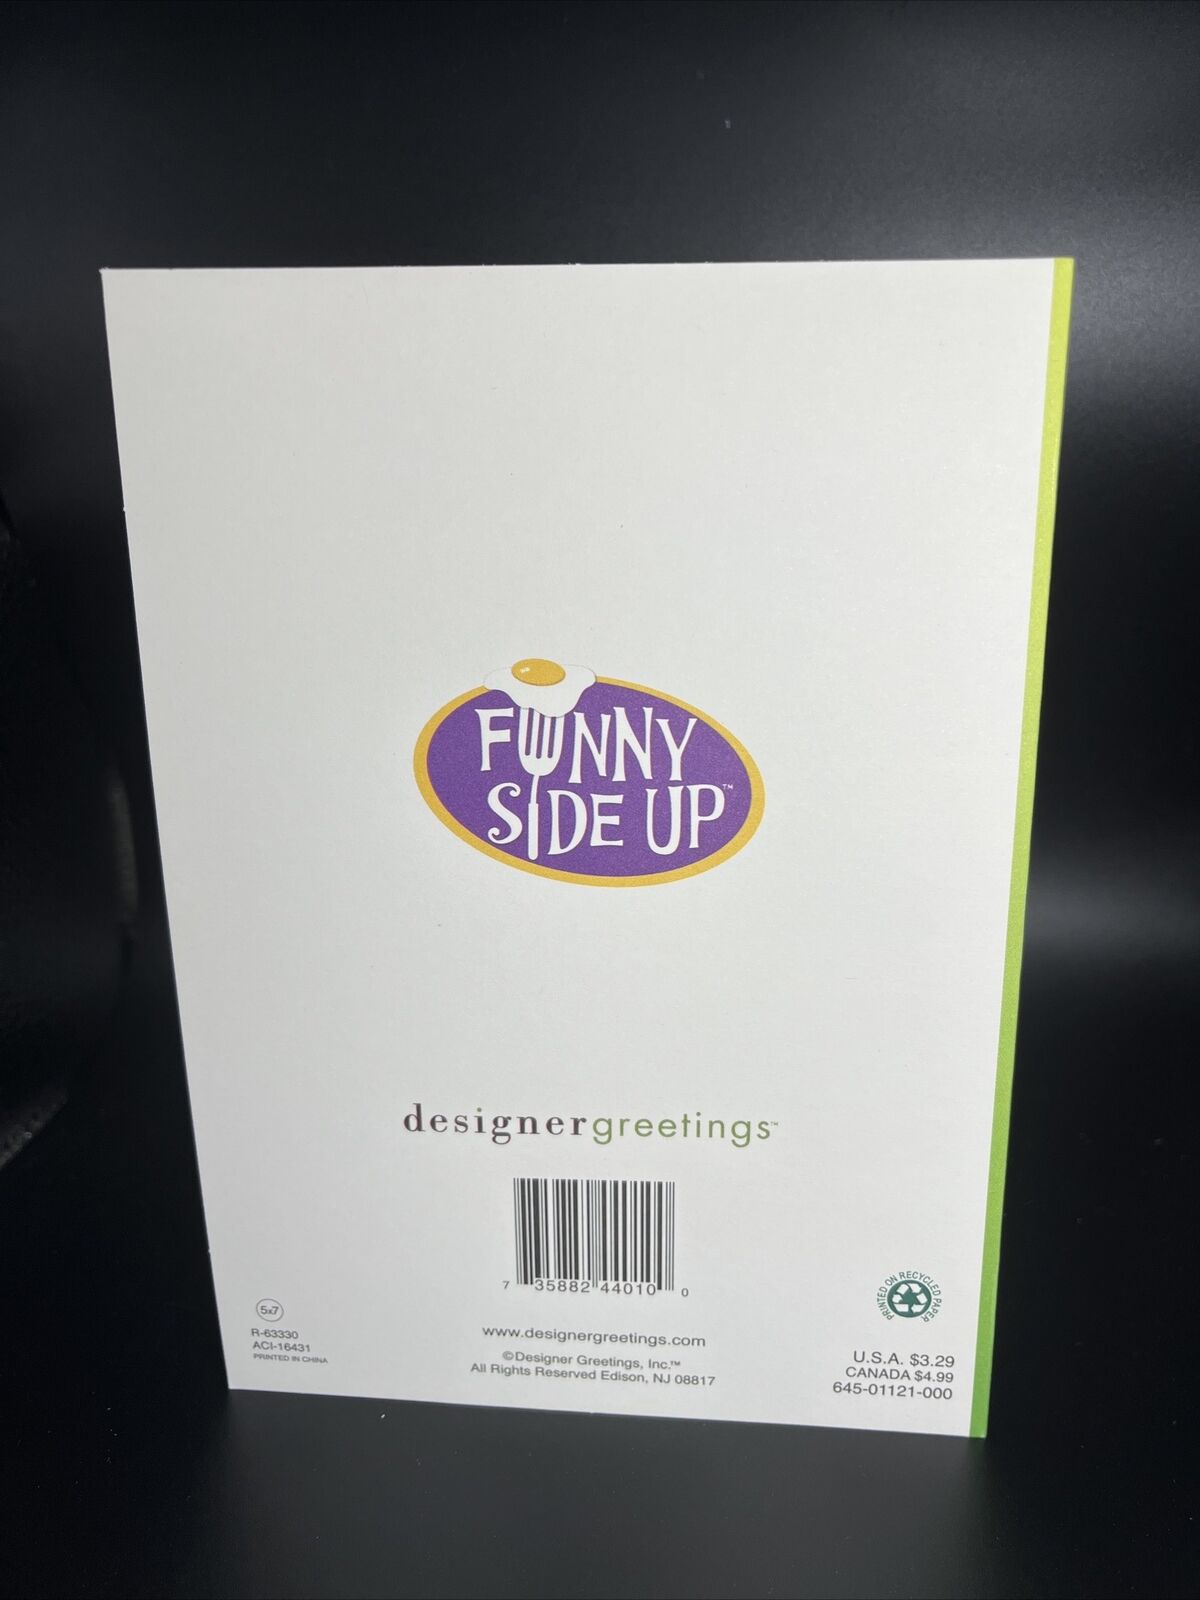 FUNNY
SIDE UP™
designergreetings™
7 35882 44010 0
5x7
R-63330
ACI-16431
PRINTED IN CHINA
www.designergreetings.com
©Designer Greetings, Inc.™
All Rights Reserved Edison, NJ 08817
PRINTED ON RECYCLED PAPER
U.S.A. $3.29
CANADA $4.99
645-01121-000